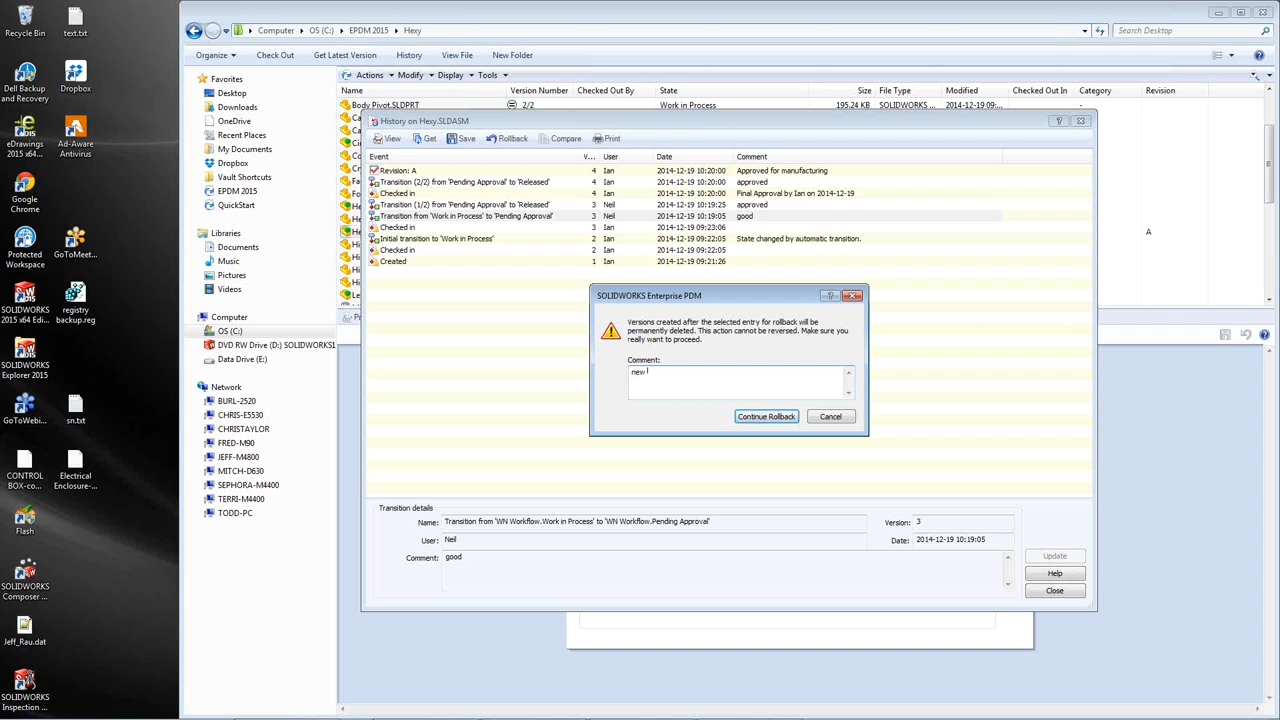 Recycle Bin
text.txt
Dell Backup
and Recovery
Dropbox
eDrawings
2015 x64...
Ad-Aware
Antivirus
Google
Chrome
Protected
Workspace
GoToMeet...
SOLIDWORKS
2015 x64 Edi...
registry
backup.reg
SOLIDWORKS
Explorer 2015
GoToWebi...
sn.txt
CONTROL
BOX-co...
Electrical
Enclosure-...
Flash
SOLIDWORKS
Composer ...
Jeff_Rau.dat
SOLIDWORKS
Inspection ...
Computer OS (C:) EPDM 2015 Hexy
Search Desktop
Organize Check Out Get Latest Version History View File New Folder
Favorites
Desktop
Downloads
OneDrive
Recent Places
My Documents
Dropbox
Vault Shortcuts
EPDM 2015
QuickStart
Libraries
Documents
Music
Pictures
Videos
Computer
OS (C:)
DVD RW Drive (D:) SOLIDWORKS1
Data Drive (E:)
Network
BURL-2520
CHRIS-E5530
CHRISTAYLOR
FRED-M90
JEFF-M4800
MITCH-D630
SEPHORA-M4400
TERRI-M4400
TODD-PC
Actions Modify Display Tools
Name Version Number Checked Out By State Size File Type Modified Checked Out In Category Revision
Body Pivot.SLDPRT 2/2 Work in Process 195.24 KB SOLIDWORKS ... 2014-12-19 09:... -
A
History on Hexy.SLDASM
View Get Save Rollback Compare Print
Event V... User Date Comment
Revision: A 4 Ian 2014-12-19 10:20:00 Approved for manufacturing
Transition (2/2) from 'Pending Approval' to 'Released' 4 Ian 2014-12-19 10:20:00 approved
Checked in 4 Ian 2014-12-19 10:20:00 Final Approval by Ian on 2014-12-19
Transition (1/2) from 'Pending Approval' to 'Released' 3 Neil 2014-12-19 10:19:25 approved
Transition from 'Work in Process' to 'Pending Approval' 3 Neil 2014-12-19 10:19:05 good
Checked in 3 Ian 2014-12-19 09:23:06
Initial transition to 'Work in Process' 2 Ian 2014-12-19 09:22:05 State changed by automatic transition.
Checked in 2 Ian 2014-12-19 09:22:05
Created 1 Ian 2014-12-19 09:21:26
SOLIDWORKS Enterprise PDM
Versions created after the selected entry for rollback will be
permanently deleted. This action cannot be reversed. Make sure you
really want to proceed.
Comment:
new
Continue Rollback Cancel
Transition details
Name: Transition from 'WN Workflow.Work in Process' to 'WN Workflow.Pending Approval' Version: 3
User: Neil Date: 2014-12-19 10:19:05
Comment: good
Update
Help
Close